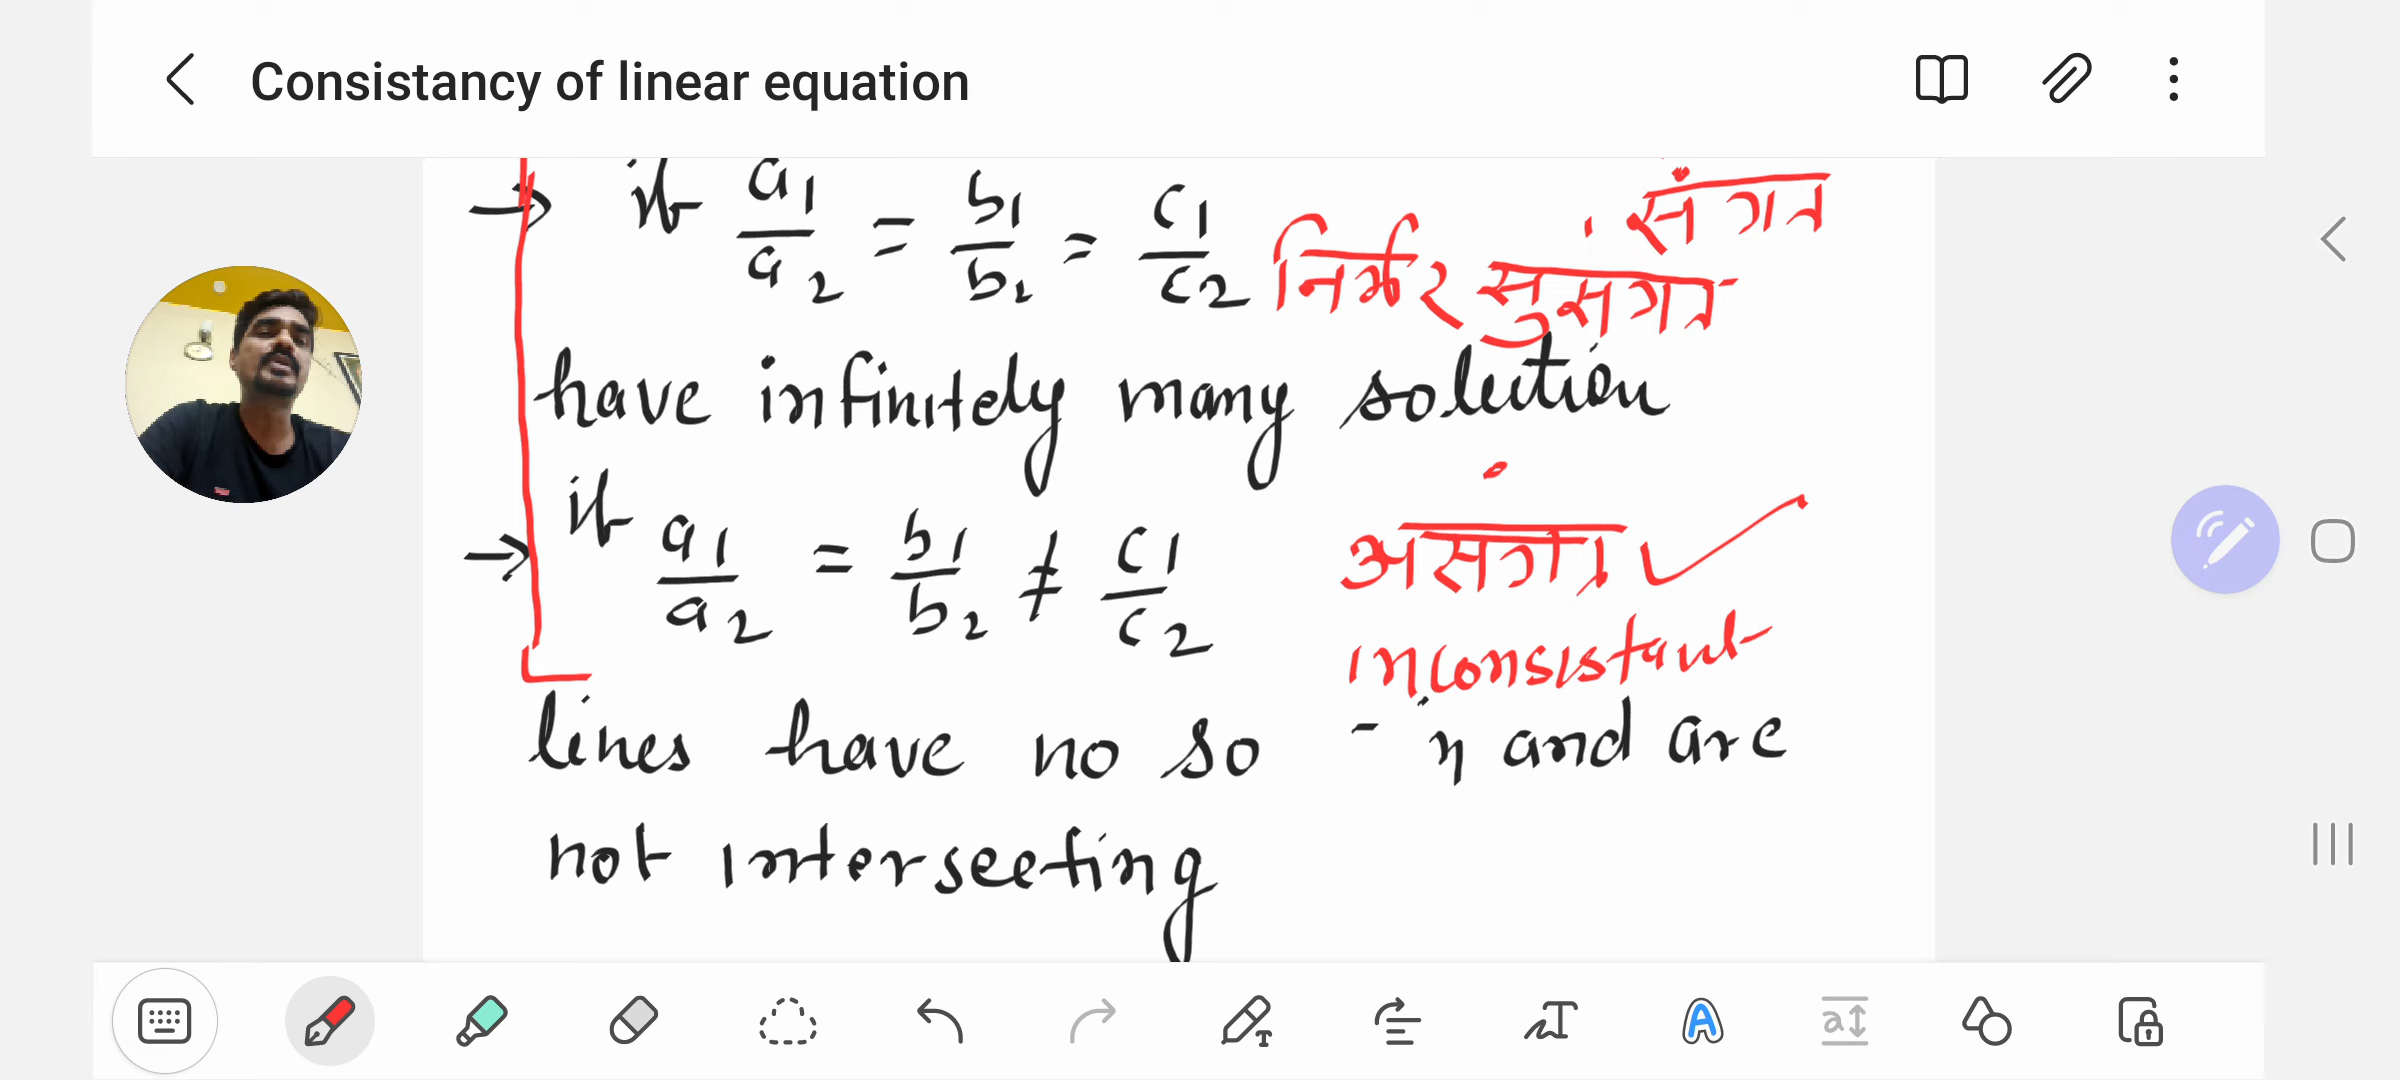 Consistancy of linear equation
संगत
→ if a1/a2 = b1/b2 = c1/c2 निर्भर सुसगत
have infinitely many solution
→ if a1/a2 = b1/b2 ≠ c1/c2 असंगत ✓
inconsistant
lines have no so n and are
not interseeting